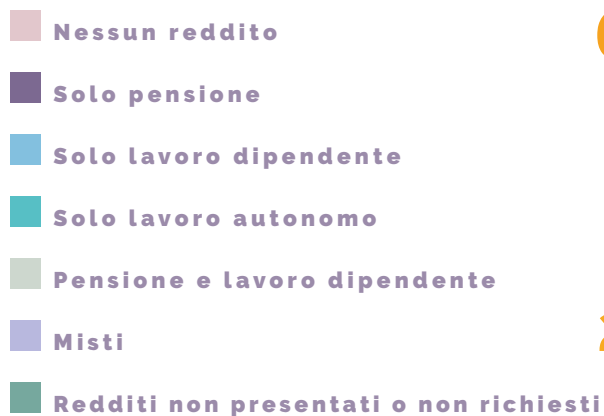 Nessun reddito
Solo pensione
Solo lavoro dipendente
Solo lavoro autonomo
Pensione e lavoro dipendente
Misti
Redditi non presentati o non richiesti